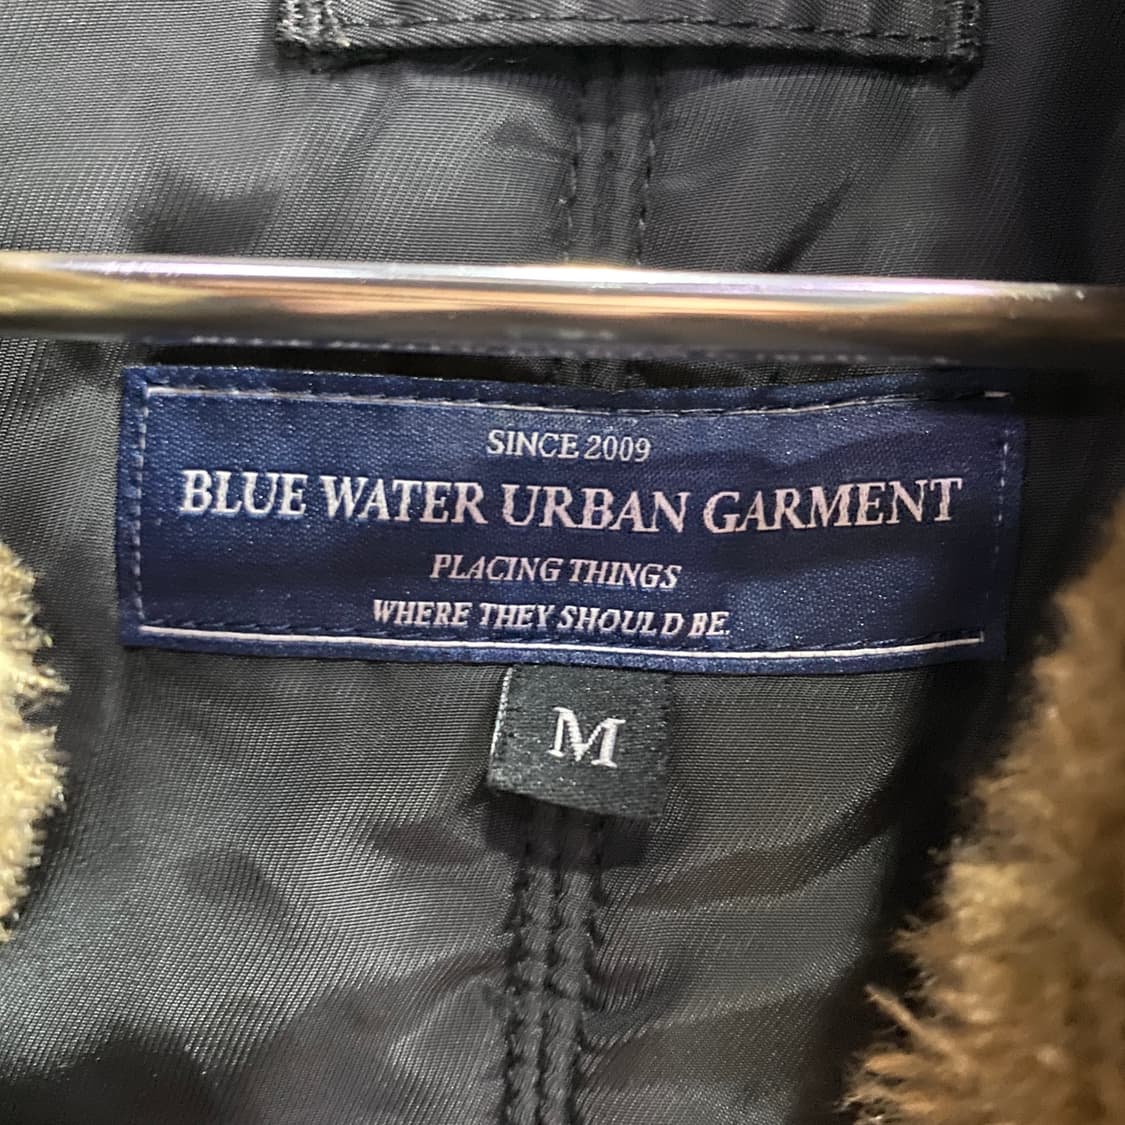 SINCE 2009
BLUE WATER URBAN GARMENT
PLACING THINGS
WHERE THEY SHOULD BE.
M